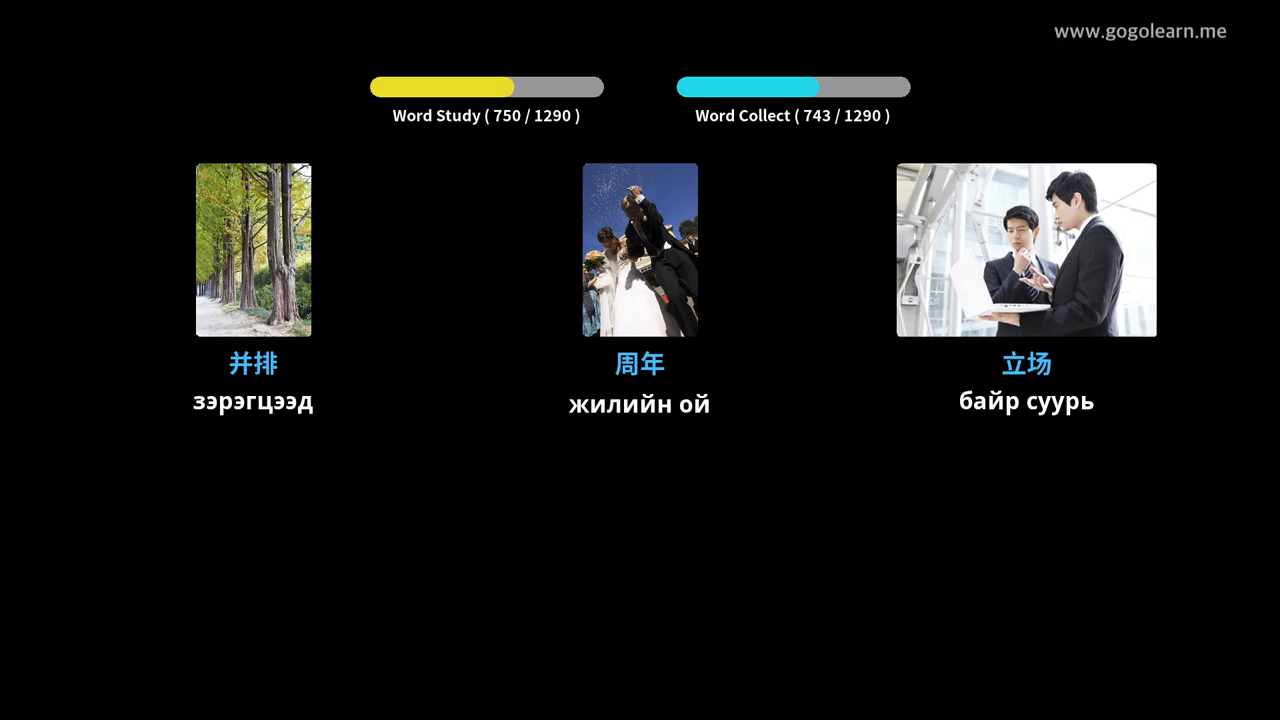 www.gogolearn.me
Word Study ( 750 / 1290 )
Word Collect ( 743 / 1290 )
并排
周年
立场
зэрэгцээд
жилийн ой
байр суурь